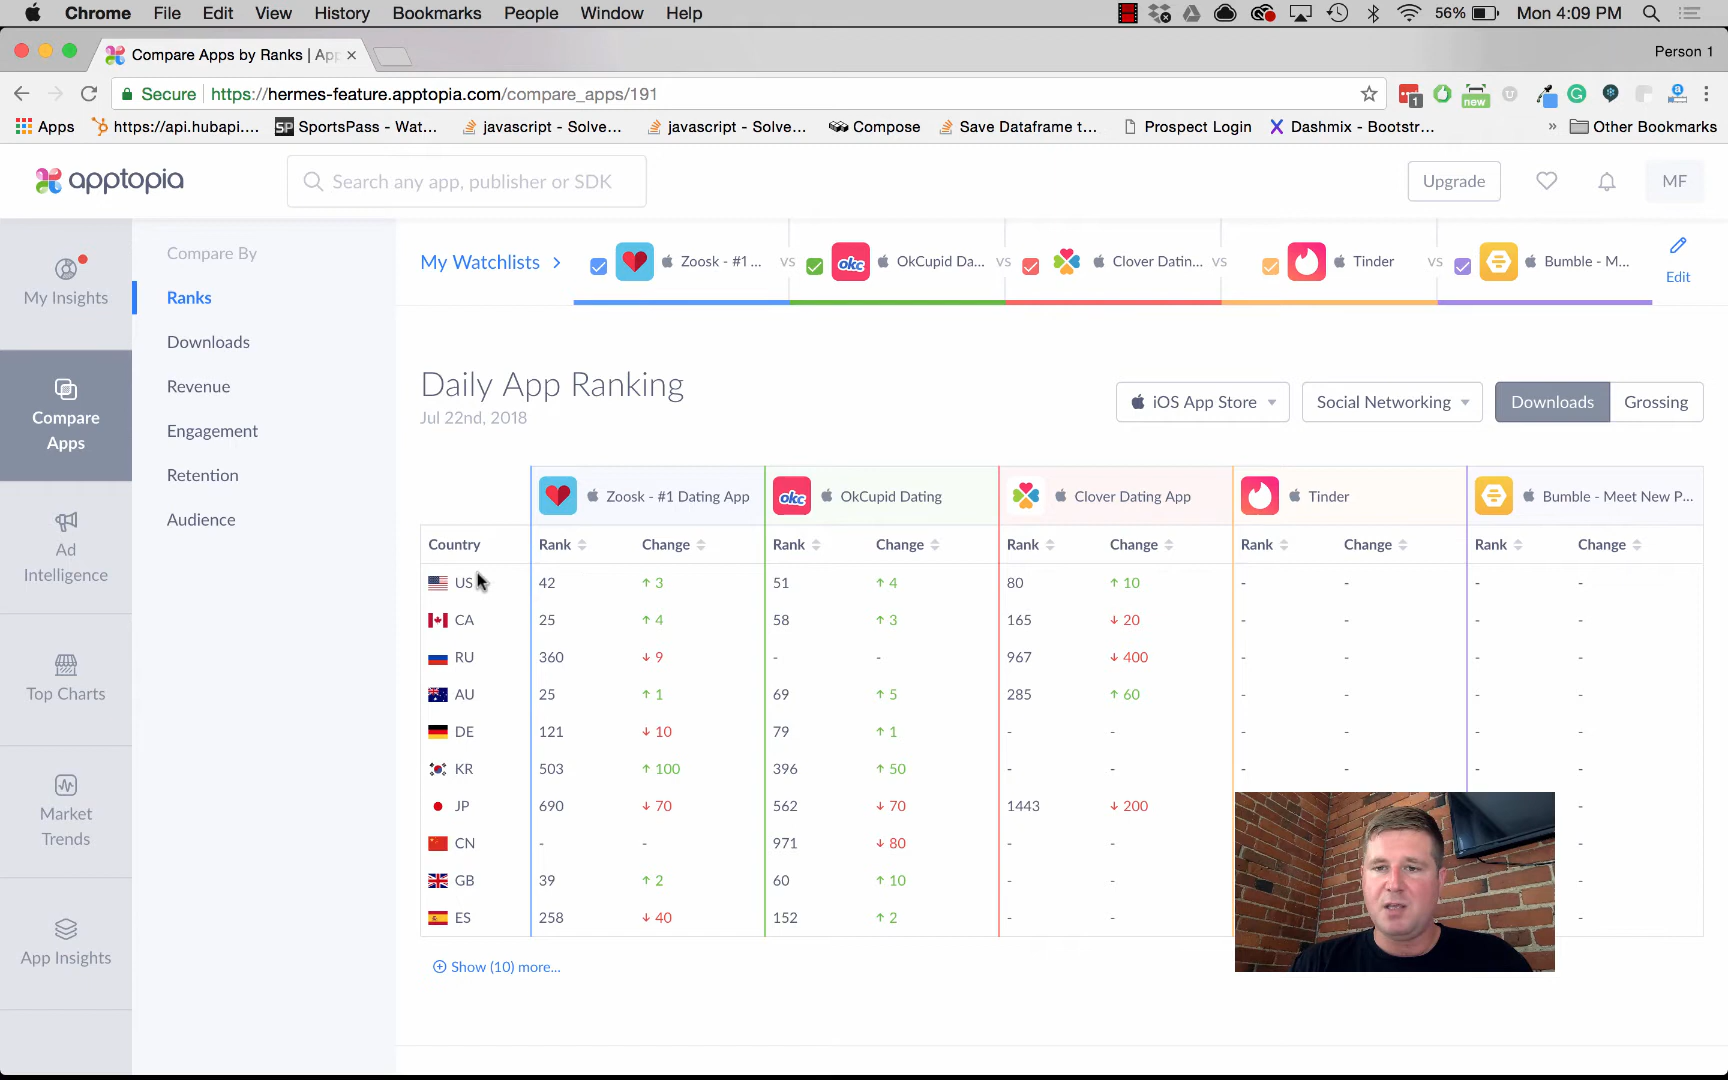 Chrome File Edit View History Bookmarks People Window Help 56% Mon 4:09 PM
Compare Apps by Ranks | App
Person 1
Secure https://hermes-feature.apptopia.com/compare_apps/191
1 new
Apps https://api.hubapi.... SP SportsPass - Wat... javascript - Solve... javascript - Solve... Compose Save Dataframe t... Prospect Login Dashmix - Bootstr... » Other Bookmarks
apptopia Search any app, publisher or SDK Upgrade MF
My Insights
Compare Apps
Ad Intelligence
Top Charts
Market Trends
App Insights
Compare By
Ranks
Downloads
Revenue
Engagement
Retention
Audience
My Watchlists Zoosk - #1 ... VS okc OkCupid Da... VS Clover Datin... VS Tinder VS Bumble - M... Edit
Daily App Ranking
Jul 22nd, 2018
iOS App Store Social Networking Downloads Grossing
Zoosk - #1 Dating App okc OkCupid Dating Clover Dating App Tinder Bumble - Meet New P...
Country Rank Change Rank Change Rank Change Rank Change Rank Change
US 42 ↑ 3 51 ↑ 4 80 ↑ 10 - - - -
CA 25 ↑ 4 58 ↑ 3 165 ↓ 20 - - - -
RU 360 ↓ 9 - - 967 ↓ 400 - - - -
AU 25 ↑ 1 69 ↑ 5 285 ↑ 60 - - - -
DE 121 ↓ 10 79 ↑ 1 - - - - - -
KR 503 ↑ 100 396 ↑ 50 - - - - - -
JP 690 ↓ 70 562 ↓ 70 1443 ↓ 200 -
CN - - 971 ↓ 80 - - -
GB 39 ↑ 2 60 ↑ 10 - - -
ES 258 ↓ 40 152 ↑ 2 - - -
Show (10) more...